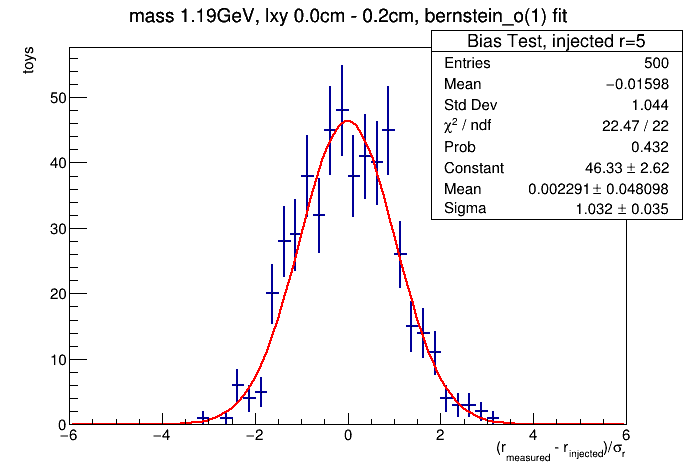 mass 1.19GeV, lxy 0.0cm - 0.2cm, bernstein_o(1) fit
toys
Bias Test, injected r=5
Entries 500
Mean −0.01598
Std Dev 1.044
χ² / ndf 22.47 / 22
Prob 0.432
Constant 46.33 ± 2.62
Mean 0.002291 ± 0.048098
Sigma 1.032 ± 0.035
50
40
30
20
10
0
−6 −4 −2 0 2 4 6
(r_measured - r_injected)/σ_r